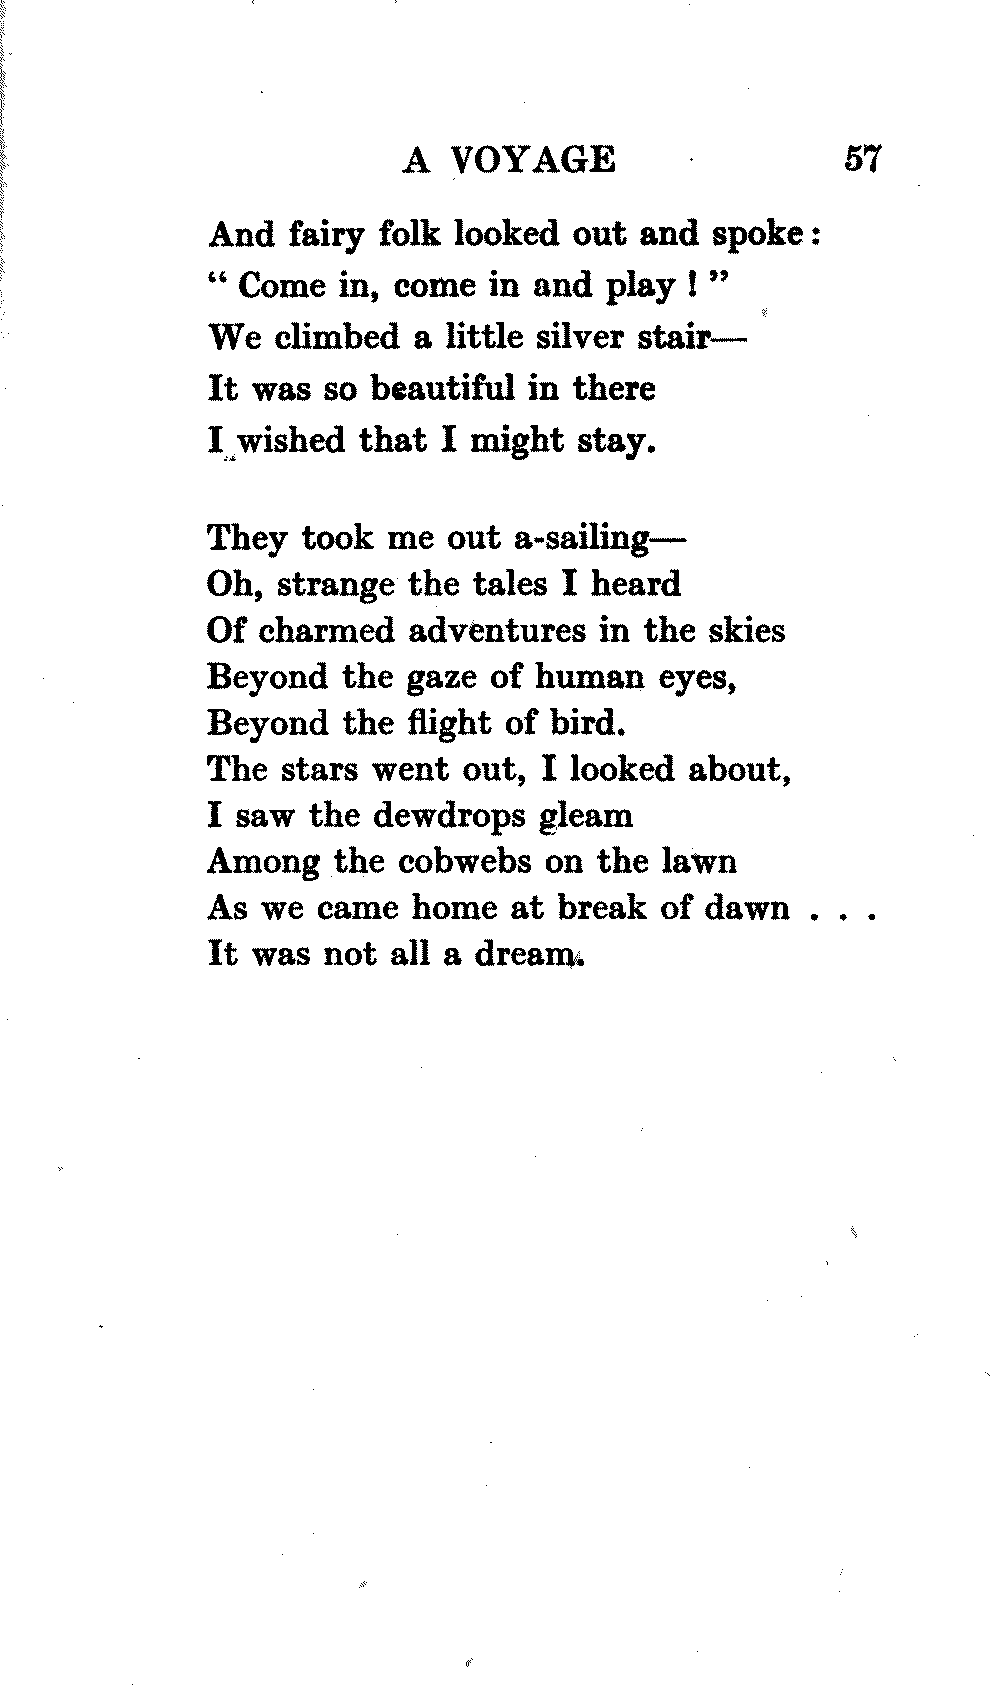 A VOYAGE 57
And fairy folk looked out and spoke:
“ Come in, come in and play ! ”
We climbed a little silver stair—
It was so beautiful in there
I wished that I might stay.

They took me out a-sailing—
Oh, strange the tales I heard
Of charmed adventures in the skies
Beyond the gaze of human eyes,
Beyond the flight of bird.
The stars went out, I looked about,
I saw the dewdrops gleam
Among the cobwebs on the lawn
As we came home at break of dawn . . .
It was not all a dream.